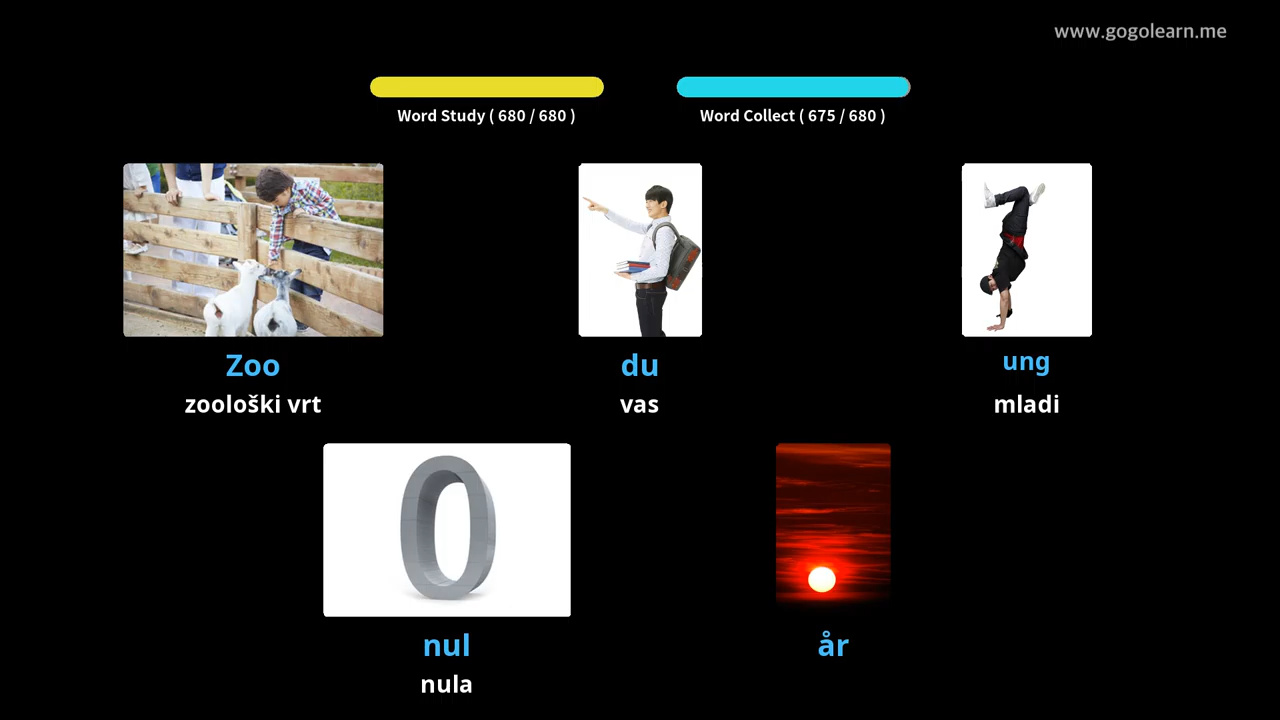 www.gogolearn.me
Word Study ( 680 / 680 )
Word Collect ( 675 / 680 )
Zoo
du
ung
zoološki vrt
vas
mladi
nul
år
nula